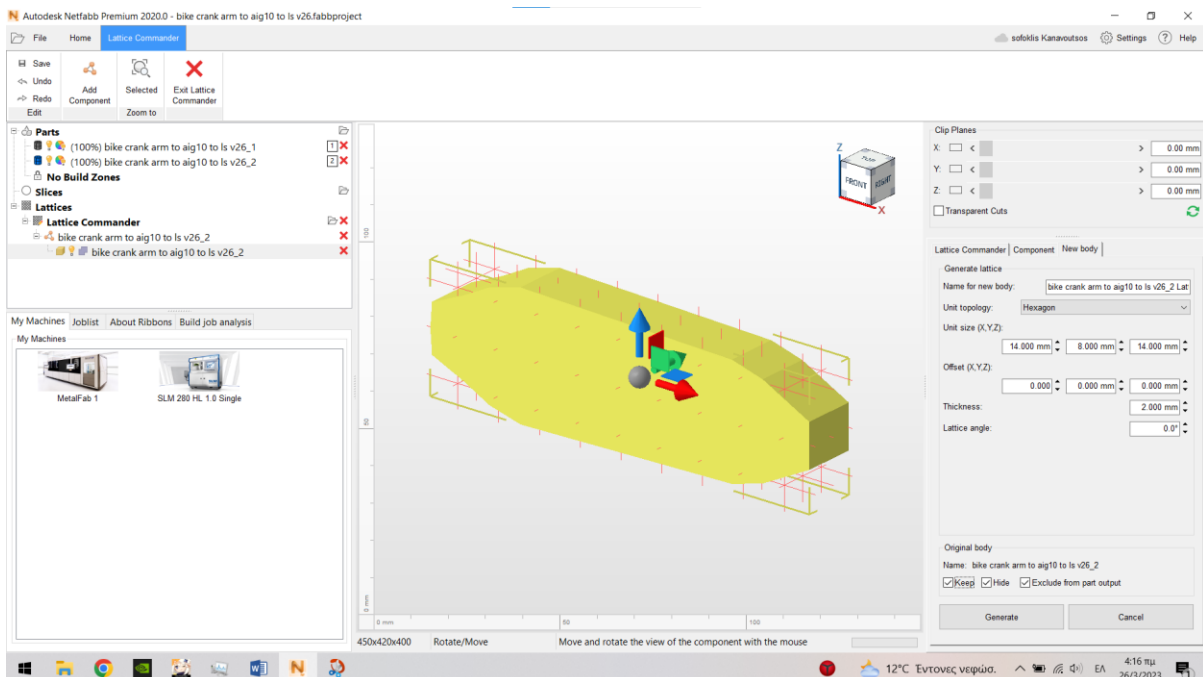 Autodesk Netfabb Premium 2020.0 - bike crank arm to aig10 to ls v26.fabbproject
File Home Lattice Commander sofoklis Kanavoutsos Settings ? Help
Save
Undo
Redo
Edit
Add Component
Selected
Zoom to
Exit Lattice Commander
Parts
(100%) bike crank arm to aig10 to ls v26_1 1
(100%) bike crank arm to aig10 to ls v26_2 2
No Build Zones
Slices
Lattices
Lattice Commander
bike crank arm to aig10 to ls v26_2
bike crank arm to aig10 to ls v26_2
My Machines Joblist About Ribbons Build job analysis
My Machines
MetalFab 1 SLM 280 HL 1.0 Single
100
50
0 mm
0 mm 50 100
Z
TOP
FRONT RIGHT
X
450x420x400 Rotate/Move Move and rotate the view of the component with the mouse
Clip Planes
X: < > 0.00 mm
Y: < > 0.00 mm
Z: < > 0.00 mm
Transparent Cuts
Lattice Commander Component New body
Generate lattice
Name for new body: bike crank arm to aig10 to ls v26_2 Lat
Unit topology: Hexagon
Unit size (X,Y,Z):
14.000 mm 8.000 mm 14.000 mm
Offset (X,Y,Z):
0.000 0.000 mm 0.000 mm
Thickness: 2.000 mm
Lattice angle: 0.0°
Original body
Name: bike crank arm to aig10 to ls v26_2
Keep Hide Exclude from part output
Generate Cancel
12°C Έντονες νεφώσ. ΕΛ 4:16 πμ
26/3/2023